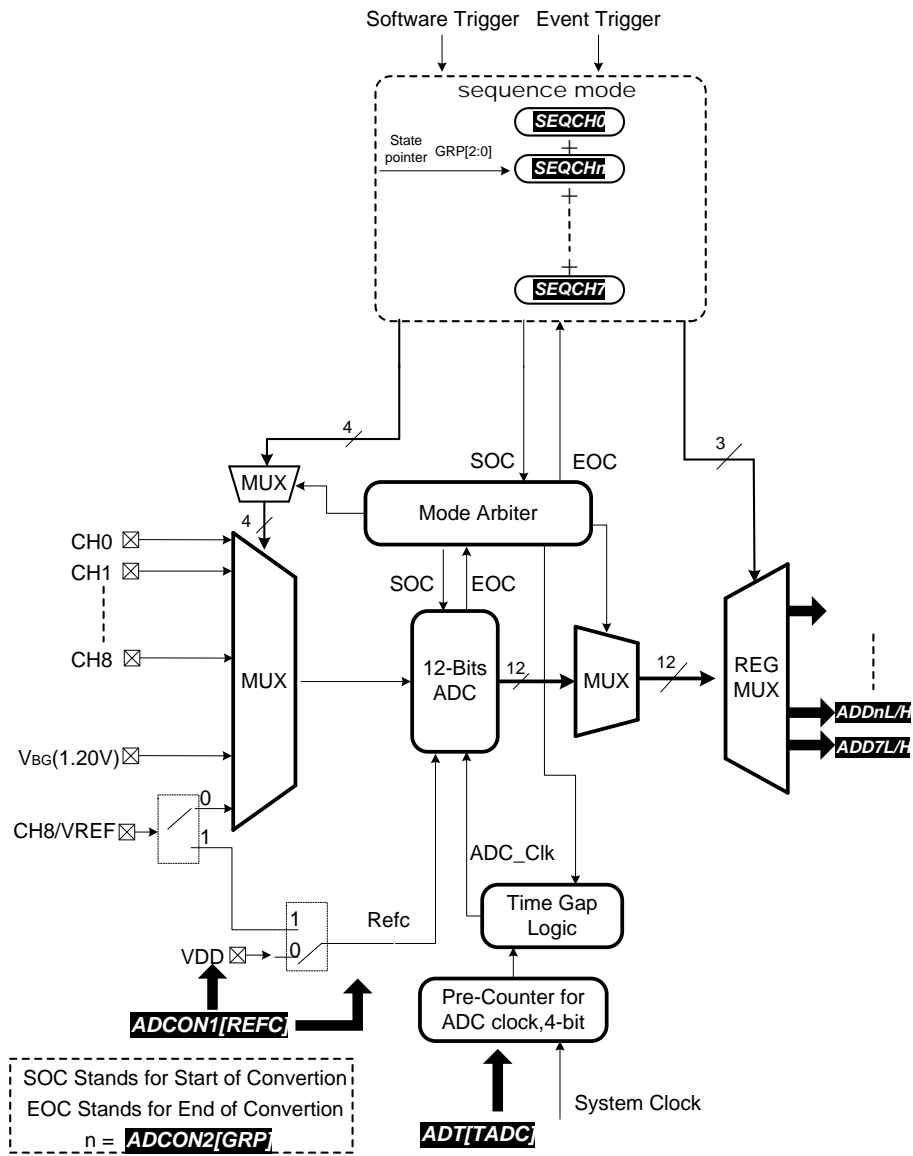 Software Trigger
Event Trigger
sequence mode
SEQCH0
State
pointer
GRP[2:0]
SEQCHn
SEQCH7
4
3
SOC
EOC
MUX
Mode Arbiter
4
CH0
CH1
SOC
EOC
CH8
MUX
12-Bits
ADC
12
MUX
12
REG
MUX
ADDnL/H
VBG(1.20V)
ADD7L/H
0
CH8/VREF
1
ADC_Clk
1
Refc
Time Gap
Logic
VDD
0
Pre-Counter for
ADC clock,4-bit
ADCON1[REFC]
SOC Stands for Start of Convertion
EOC Stands for End of Convertion
n = ADCON2[GRP]
System Clock
ADT[TADC]